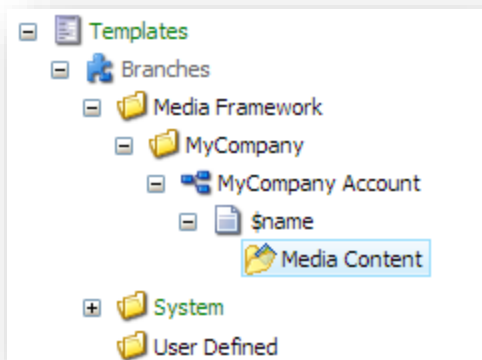 Templates
Branches
Media Framework
MyCompany
MyCompany Account
$name
Media Content
System
User Defined